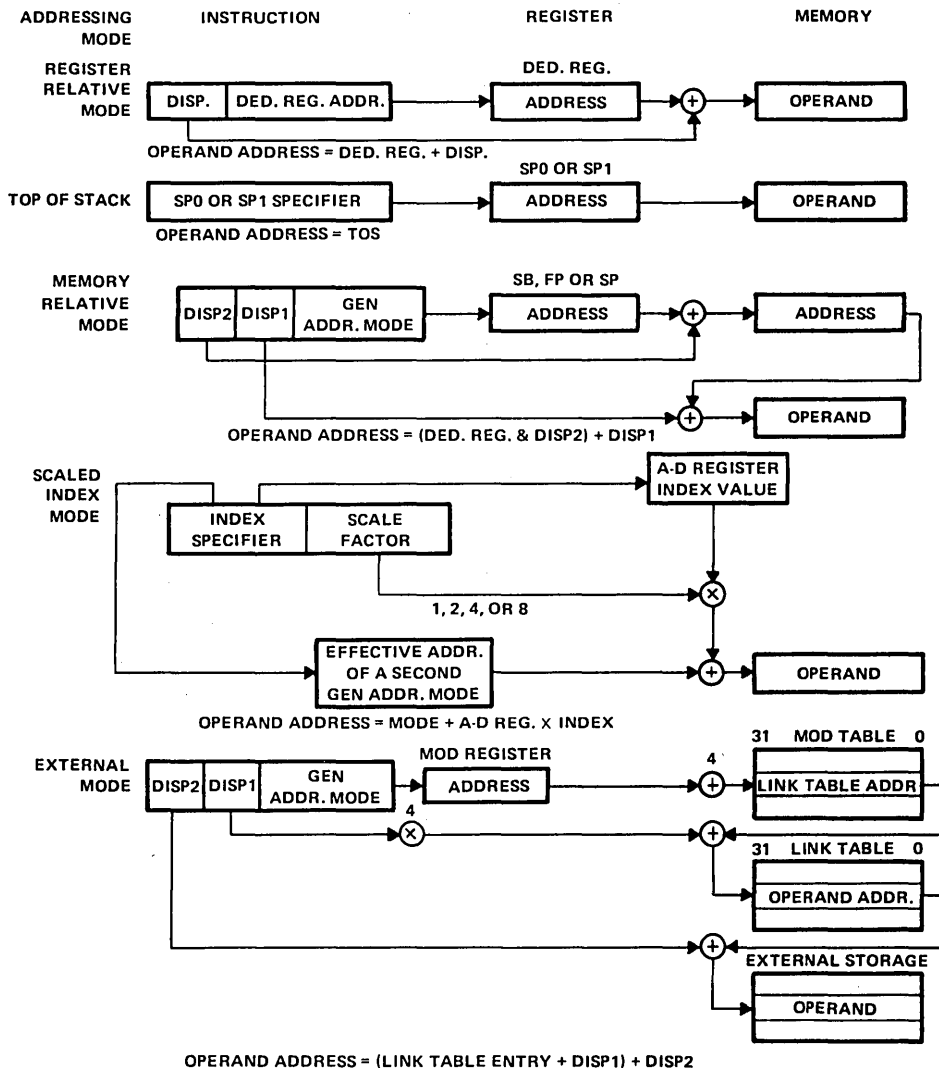 ADDRESSING MODE
INSTRUCTION
REGISTER
MEMORY
REGISTER RELATIVE MODE
DED. REG.
DISP.
DED. REG. ADDR.
ADDRESS
+
OPERAND
OPERAND ADDRESS = DED. REG. + DISP.
TOP OF STACK
SP0 OR SP1
SP0 OR SP1 SPECIFIER
ADDRESS
OPERAND
OPERAND ADDRESS = TOS
MEMORY RELATIVE MODE
SB, FP OR SP
DISP2
DISP1
GEN
ADDR. MODE
ADDRESS
+
ADDRESS
+
OPERAND
OPERAND ADDRESS = (DED. REG. & DISP2) + DISP1
SCALED INDEX MODE
A-D REGISTER
INDEX VALUE
INDEX
SPECIFIER
SCALE
FACTOR
×
1, 2, 4, OR 8
EFFECTIVE ADDR.
OF A SECOND
GEN ADDR. MODE
+
OPERAND
OPERAND ADDRESS = MODE + A-D REG. X INDEX
EXTERNAL MODE
31 MOD TABLE 0
MOD REGISTER
DISP2
DISP1
GEN
ADDR. MODE
ADDRESS
4
+
LINK TABLE ADDR
4
×
+
31 LINK TABLE 0
OPERAND ADDR.
+
EXTERNAL STORAGE
OPERAND
OPERAND ADDRESS = (LINK TABLE ENTRY + DISP1) + DISP2